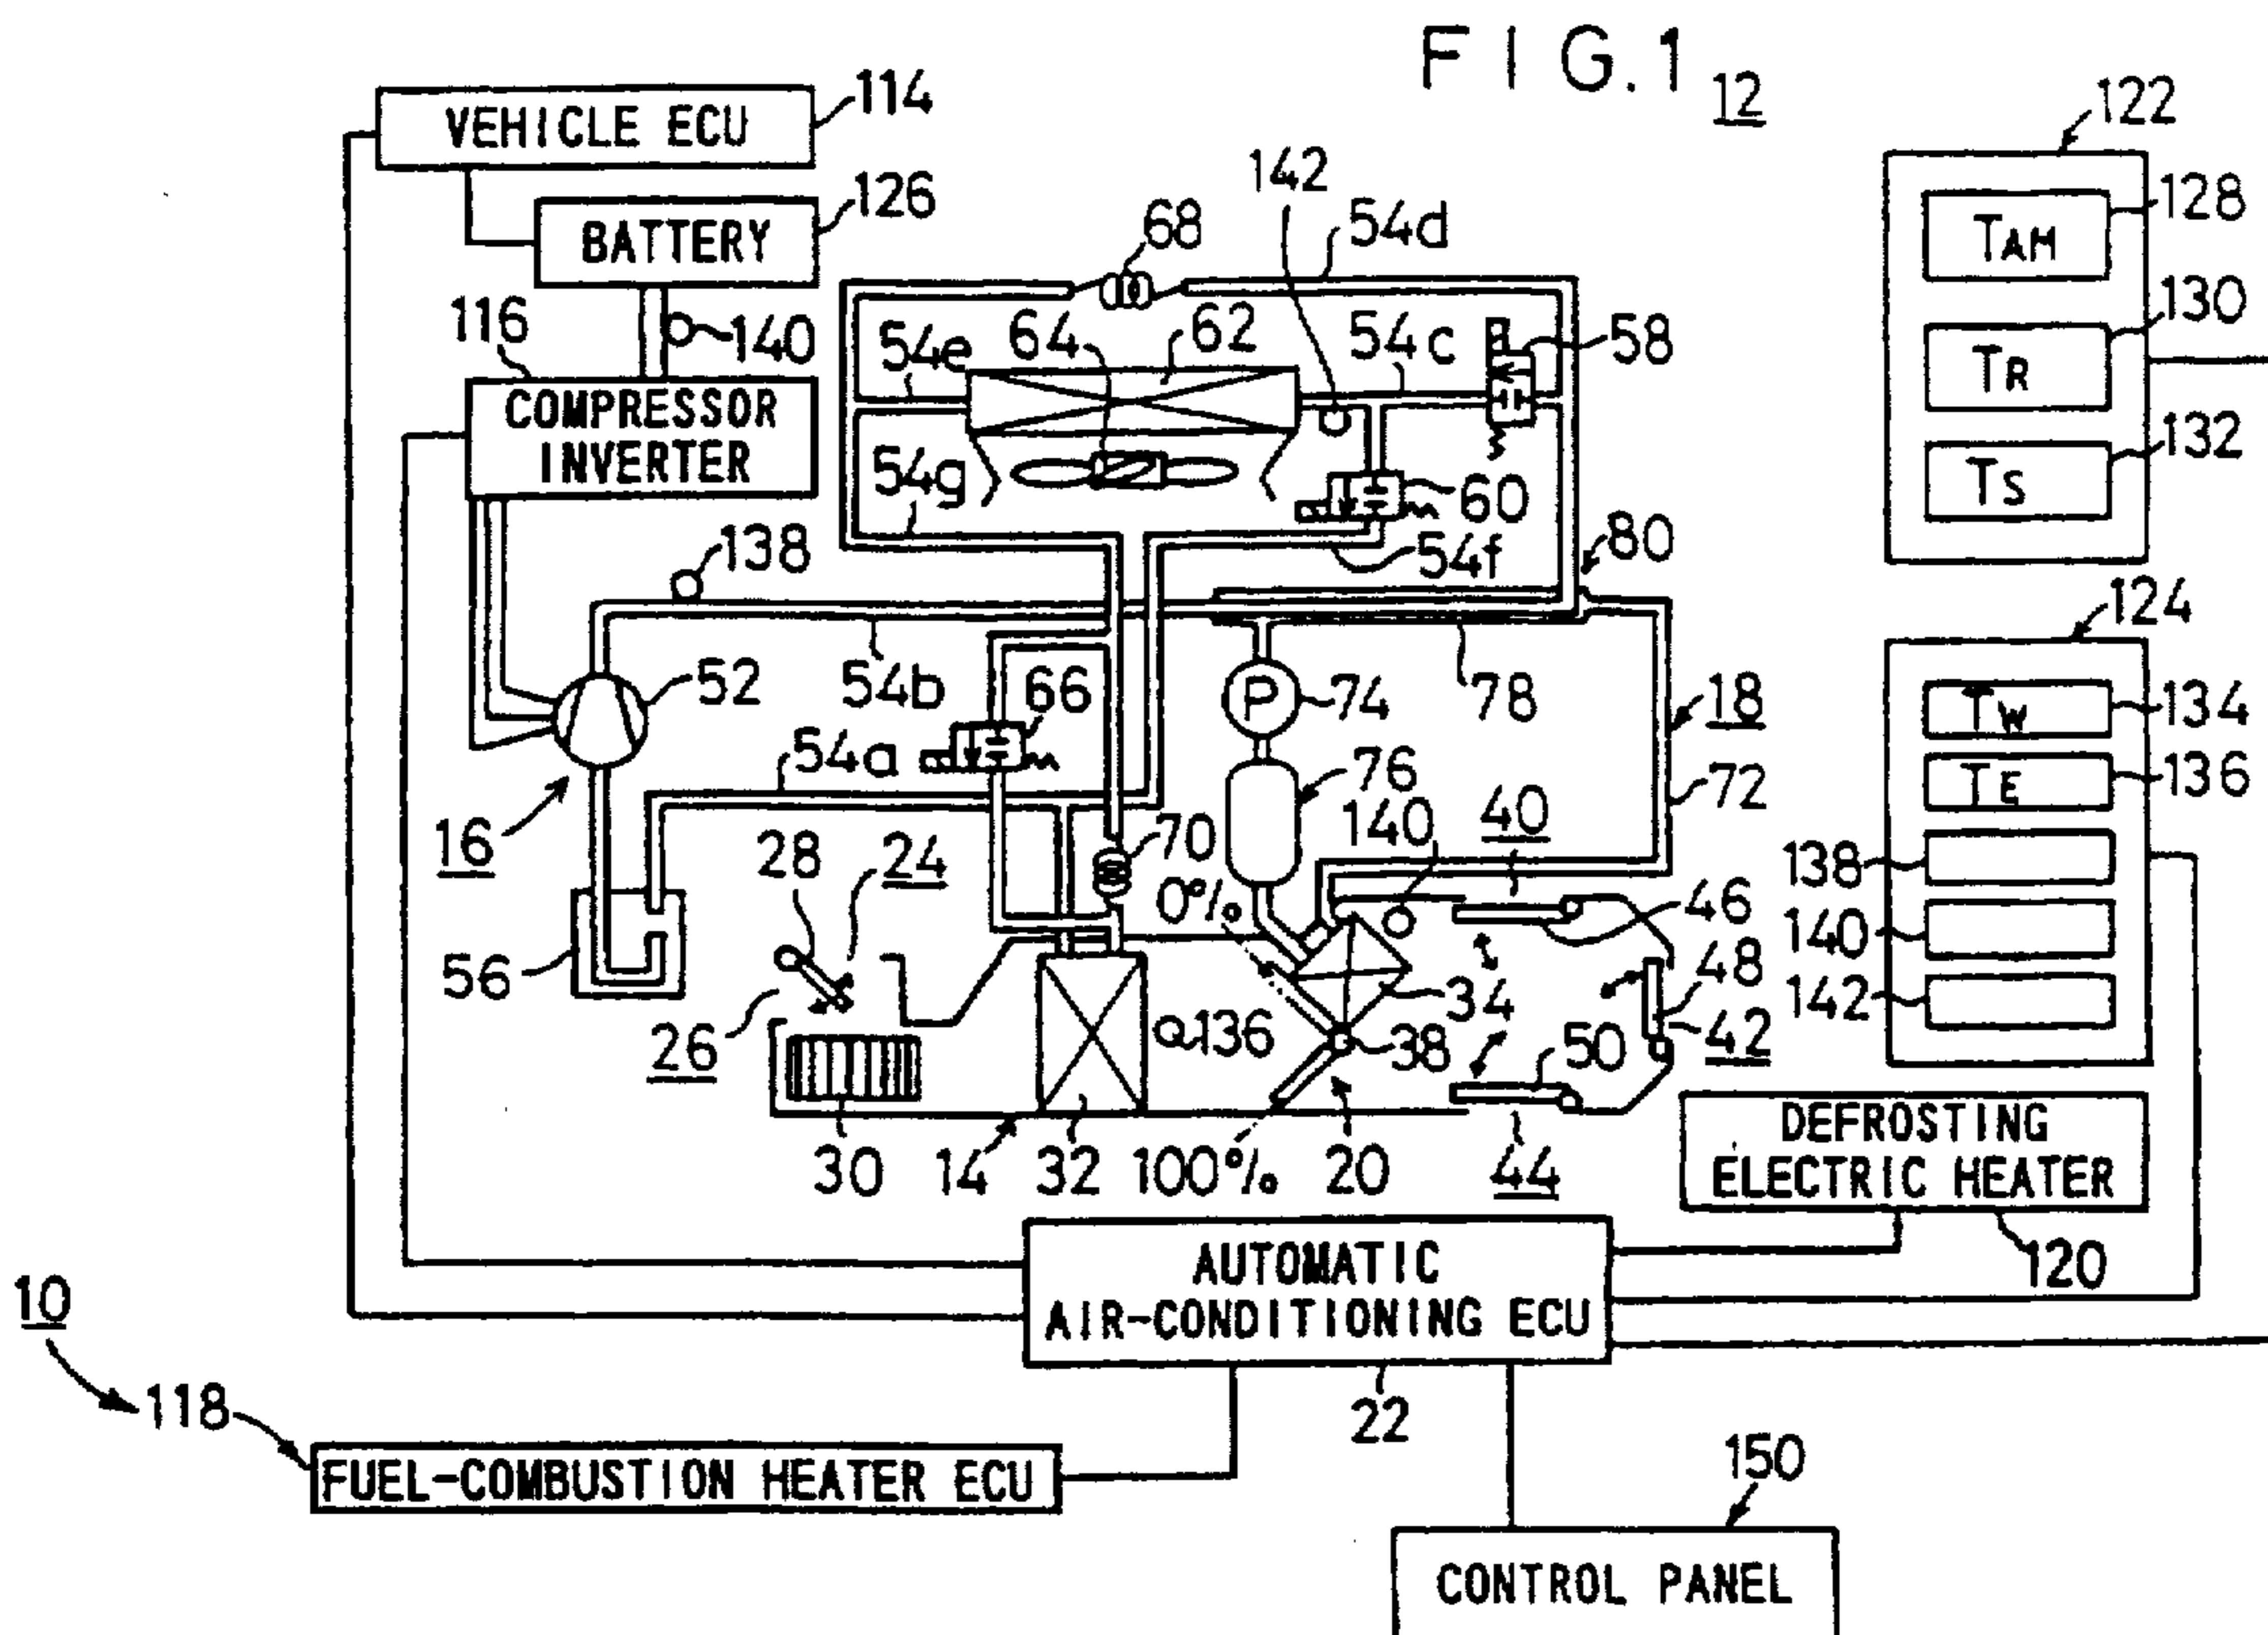 FIG.1
12
VEHICLE ECU
114
BATTERY
126
116
COMPRESSOR
INVERTER
140
142
68
54d
122
TAM
128
TR
130
TS
132
54e
64
62
54c
58
54g
60
54f
80
138
54b
52
66
54a
16
74
78
18
76
72
124
TW
134
TE
136
138
140
142
28
24
70
0%
140
40
46
56
26
136
34
38
48
42
50
30
14
32
100%
20
44
DEFROSTING
ELECTRIC HEATER
120
AUTOMATIC
AIR-CONDITIONING ECU
22
10
118
FUEL-COMBUSTION HEATER ECU
150
CONTROL PANEL